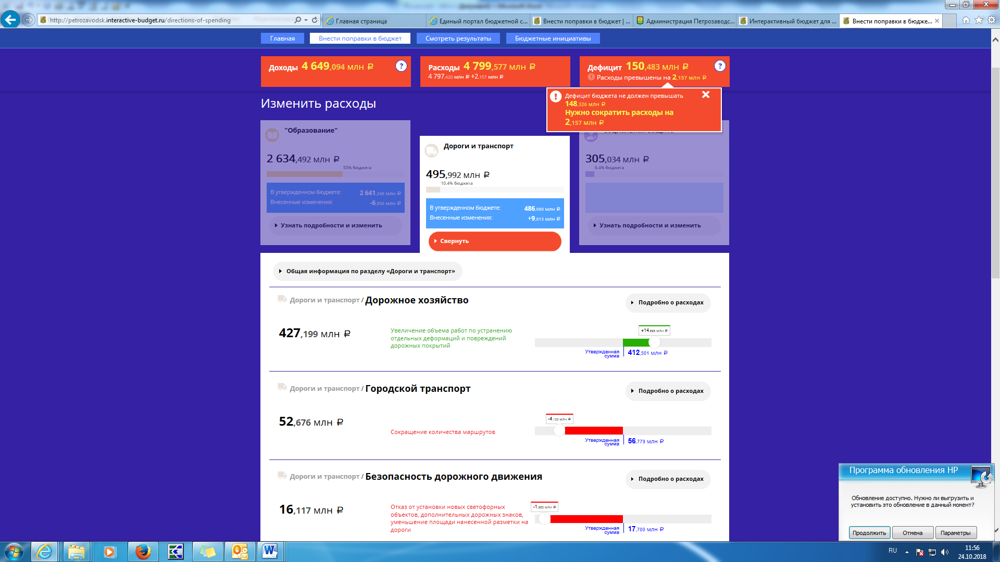 http://petrozavodsk.interactive-budget.ru/directions-of-spending
Главная страница
Единый портал бюджетной с...
Внести поправки в бюджет | ...
Администрация Петрозаводс...
Интерактивный бюджет для ...
Внести поправки в бюдже...
Главная
Внести поправки в бюджет
Смотреть результаты
Бюджетные инициативы
Доходы 4 649,094 млн ₽
?
Расходы 4 799,577 млн ₽
4 797,420 млн ₽ +2,157 млн ₽
Дефицит 150,483 млн ₽
?
! Расходы превышены на 2,157 млн ₽
! Дефицит бюджета не должен превышать
148,326 млн ₽
Нужно сократить расходы на
2,157 млн ₽
Изменить расходы
"Образование"
2 634,492 млн ₽
55% бюджета
В утвержденном бюджете: 2 641,348 млн ₽
Внесенные изменения: -6,856 млн ₽
Узнать подробности и изменить
Дороги и транспорт
495,992 млн ₽
10.4% бюджета
В утвержденном бюджете: 486,980 млн ₽
Внесенные изменения: +9,013 млн ₽
Свернуть
305,034 млн ₽
6.4% бюджета
Узнать подробности и изменить
Общая информация по разделу «Дороги и транспорт»
Дороги и транспорт / Дорожное хозяйство
Подробно о расходах
427,199 млн ₽
Увеличение объема работ по устранению
отдельных деформаций и повреждений
дорожных покрытий
+14,698 млн ₽
Утвержденная
сумма
412,501 млн ₽
Дороги и транспорт / Городской транспорт
Подробно о расходах
52,676 млн ₽
Сокращение количества маршрутов
-4,103 млн ₽
Утвержденная
сумма
56,779 млн ₽
Дороги и транспорт / Безопасность дорожного движения
Подробно о расходах
16,117 млн ₽
Отказ от установки новых светофорных
объектов, дополнительных дорожных знаков,
уменьшение площади нанесенной разметки на
дороги
-1,583 млн ₽
Утвержденная
сумма
17,700 млн ₽
Программа обновления HP
Обновление доступно. Нужно ли выгрузить и
установить это обновление в данный момент?
Продолжить
Отмена
Параметры
RU
11:56
24.10.2018